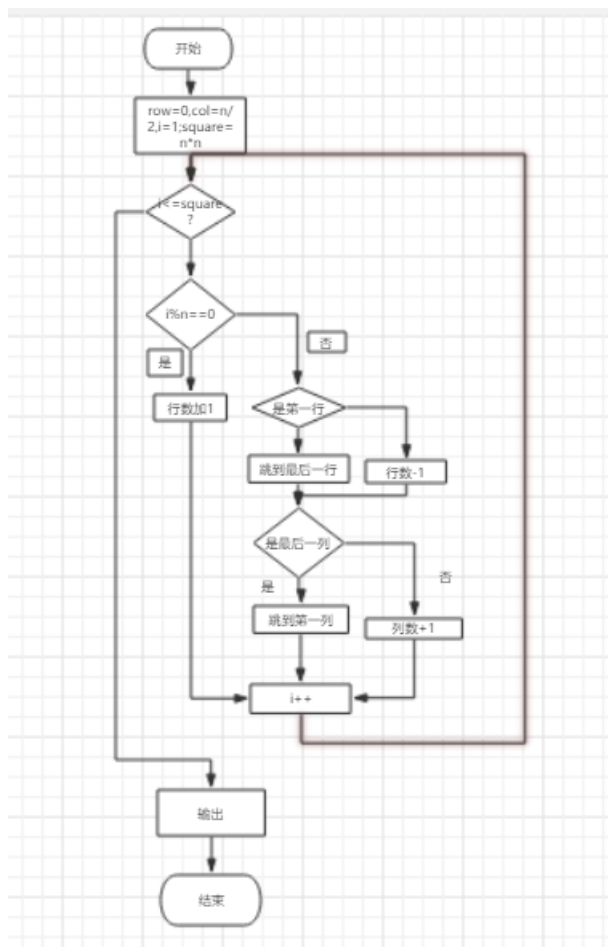 开始
row=0,col=n/
2,i=1;square=
n*n
i<=square
?
i%n==0
否
是
行数加1
是第一行
跳到最后一行
行数-1
是最后一列
是
否
跳到第一列
列数+1
i++
输出
结束